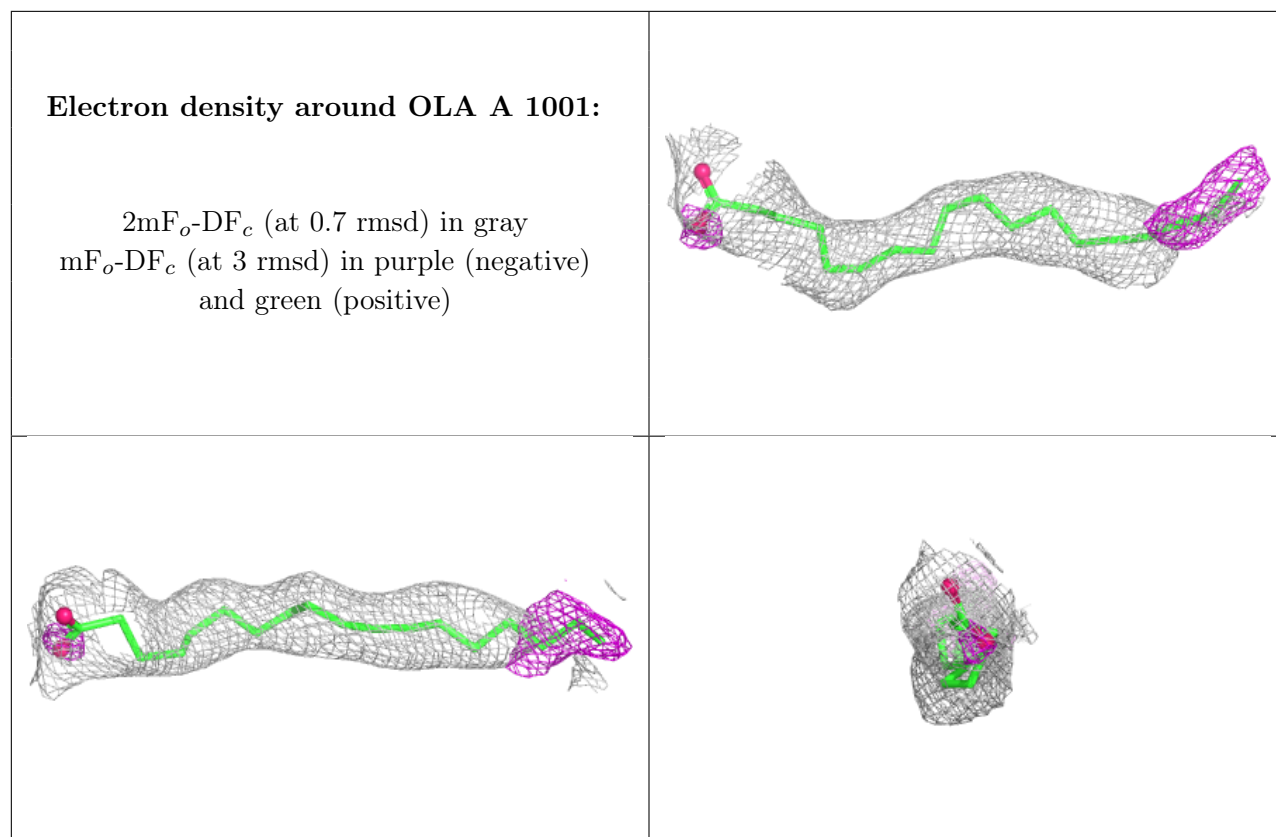 Electron density around OLA A 1001:
2mFₒ-DF𝒸 (at 0.7 rmsd) in gray
mFₒ-DF𝒸 (at 3 rmsd) in purple (negative)
and green (positive)